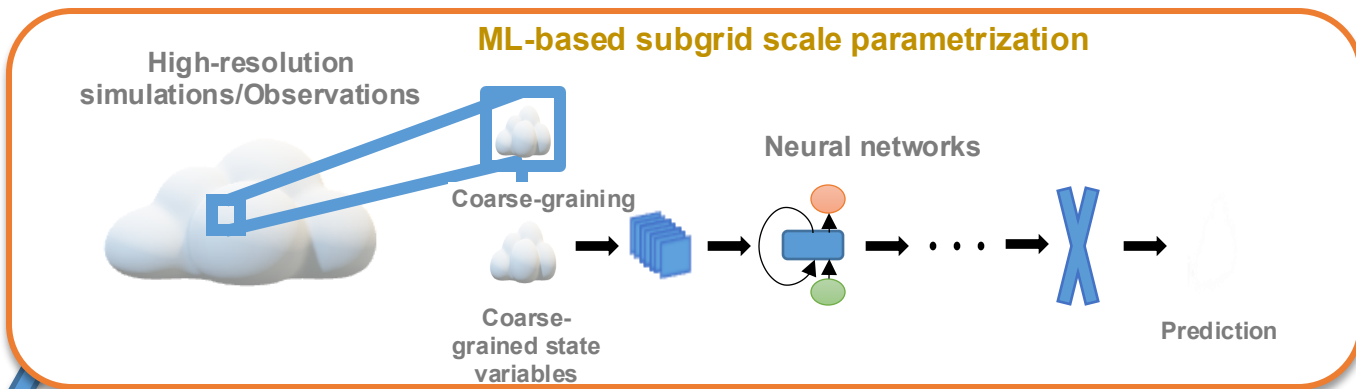 ML-based subgrid scale parametrization
High-resolution
simulations/Observations
Neural networks
Coarse-graining
Coarse-
grained state
variables
Prediction